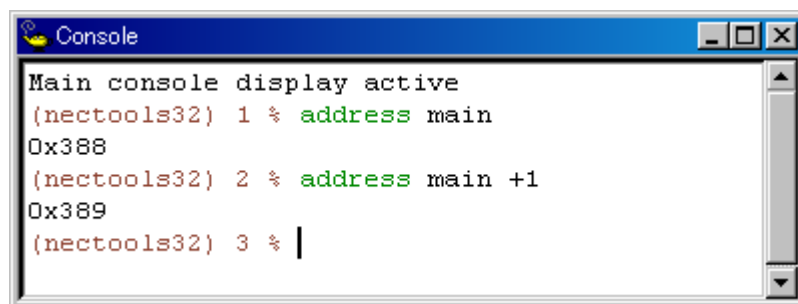 Console
Main console display active
(nectools32) 1 % address main
0x388
(nectools32) 2 % address main +1
0x389
(nectools32) 3 %